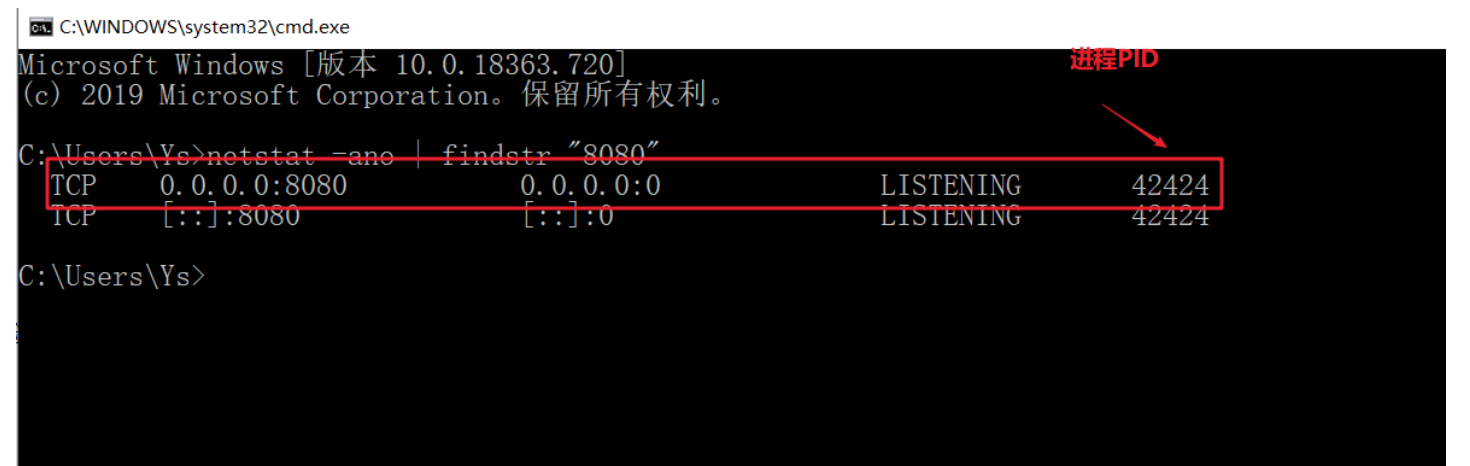 C:\WINDOWS\system32\cmd.exe
Microsoft Windows [版本 10.0.18363.720]
进程PID
(c) 2019 Microsoft Corporation。保留所有权利。
C:\Users\Ys>netstat -ano | findstr "8080"
TCP 0.0.0.0:8080 0.0.0.0:0 LISTENING 42424
TCP [::]:8080 [::]:0 LISTENING 42424
C:\Users\Ys>